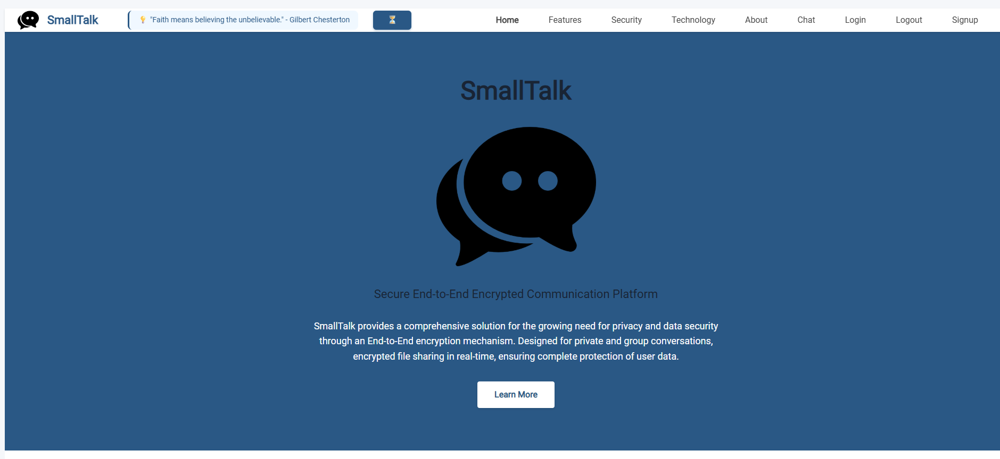 SmallTalk
"Faith means believing the unbelievable." - Gilbert Chesterton
Home Features Security Technology About Chat Login Logout Signup
SmallTalk
Secure End-to-End Encrypted Communication Platform
SmallTalk provides a comprehensive solution for the growing need for privacy and data security
through an End-to-End encryption mechanism. Designed for private and group conversations,
encrypted file sharing in real-time, ensuring complete protection of user data.
Learn More